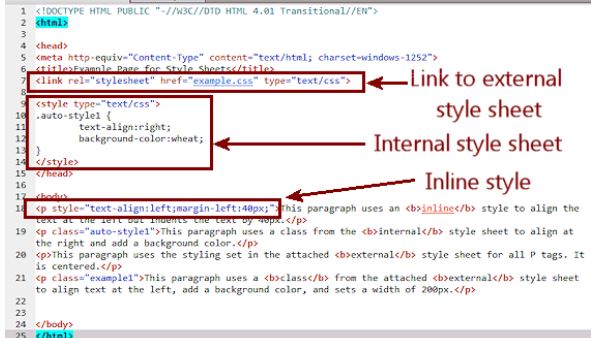 1 <!DOCTYPE HTML PUBLIC "-//W3C//DTD HTML 4.01 Transitional//EN">
2 <html>
3
4 <head>
5 <meta http-equiv="Content-Type" content="text/html; charset=windows-1252">
6 <title>Example Page for Style Sheets</title>
7 <link rel="stylesheet" href="example.css" type="text/css">
Link to external
style sheet
8
9 <style type="text/css">
10 .auto-style1 {
11 text-align:right;
12 background-color:wheat;
Internal style sheet
13 }
14 </style>
15 </head>
16
Inline style
17 <body>
18 <p style="text-align:left;margin-left:40px;">This paragraph uses an <b>inline</b> style to align the
text at the left but indents the text by 40px.</p>
19 <p class="auto-style1">This paragraph uses a class from the <b>internal</b> style sheet to align at
the right and add a background color.</p>
20 <p>This paragraph uses the styling set in the attached <b>external</b> style sheet for all P tags. It
is centered.</p>
21 <p class="example1">This paragraph uses a <b>class</b> from the attached <b>external</b> style sheet
to align text at the left, add a background color, and sets a width of 200px.</p>
22
23
24 </body>
25 </html>